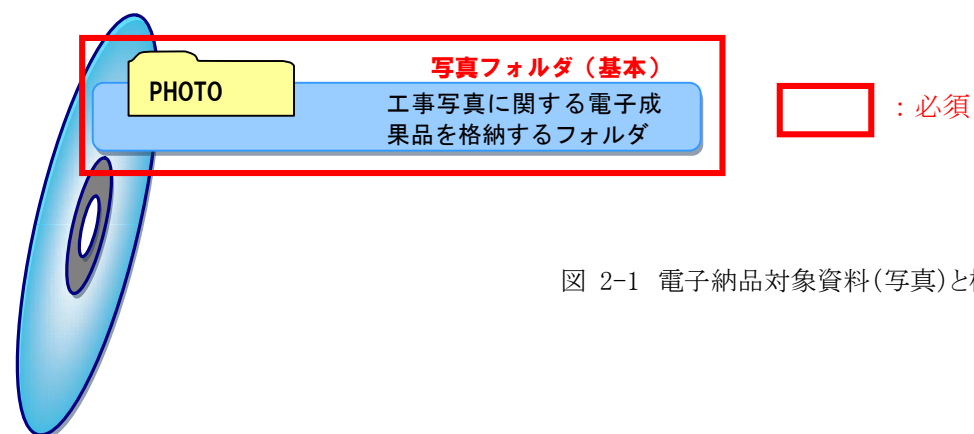 写真フォルダ(基本)
PHOTO
工事写真に関する電子成
果品を格納するフォルダ
:必須
図 2-1 電子納品対象資料(写真)と